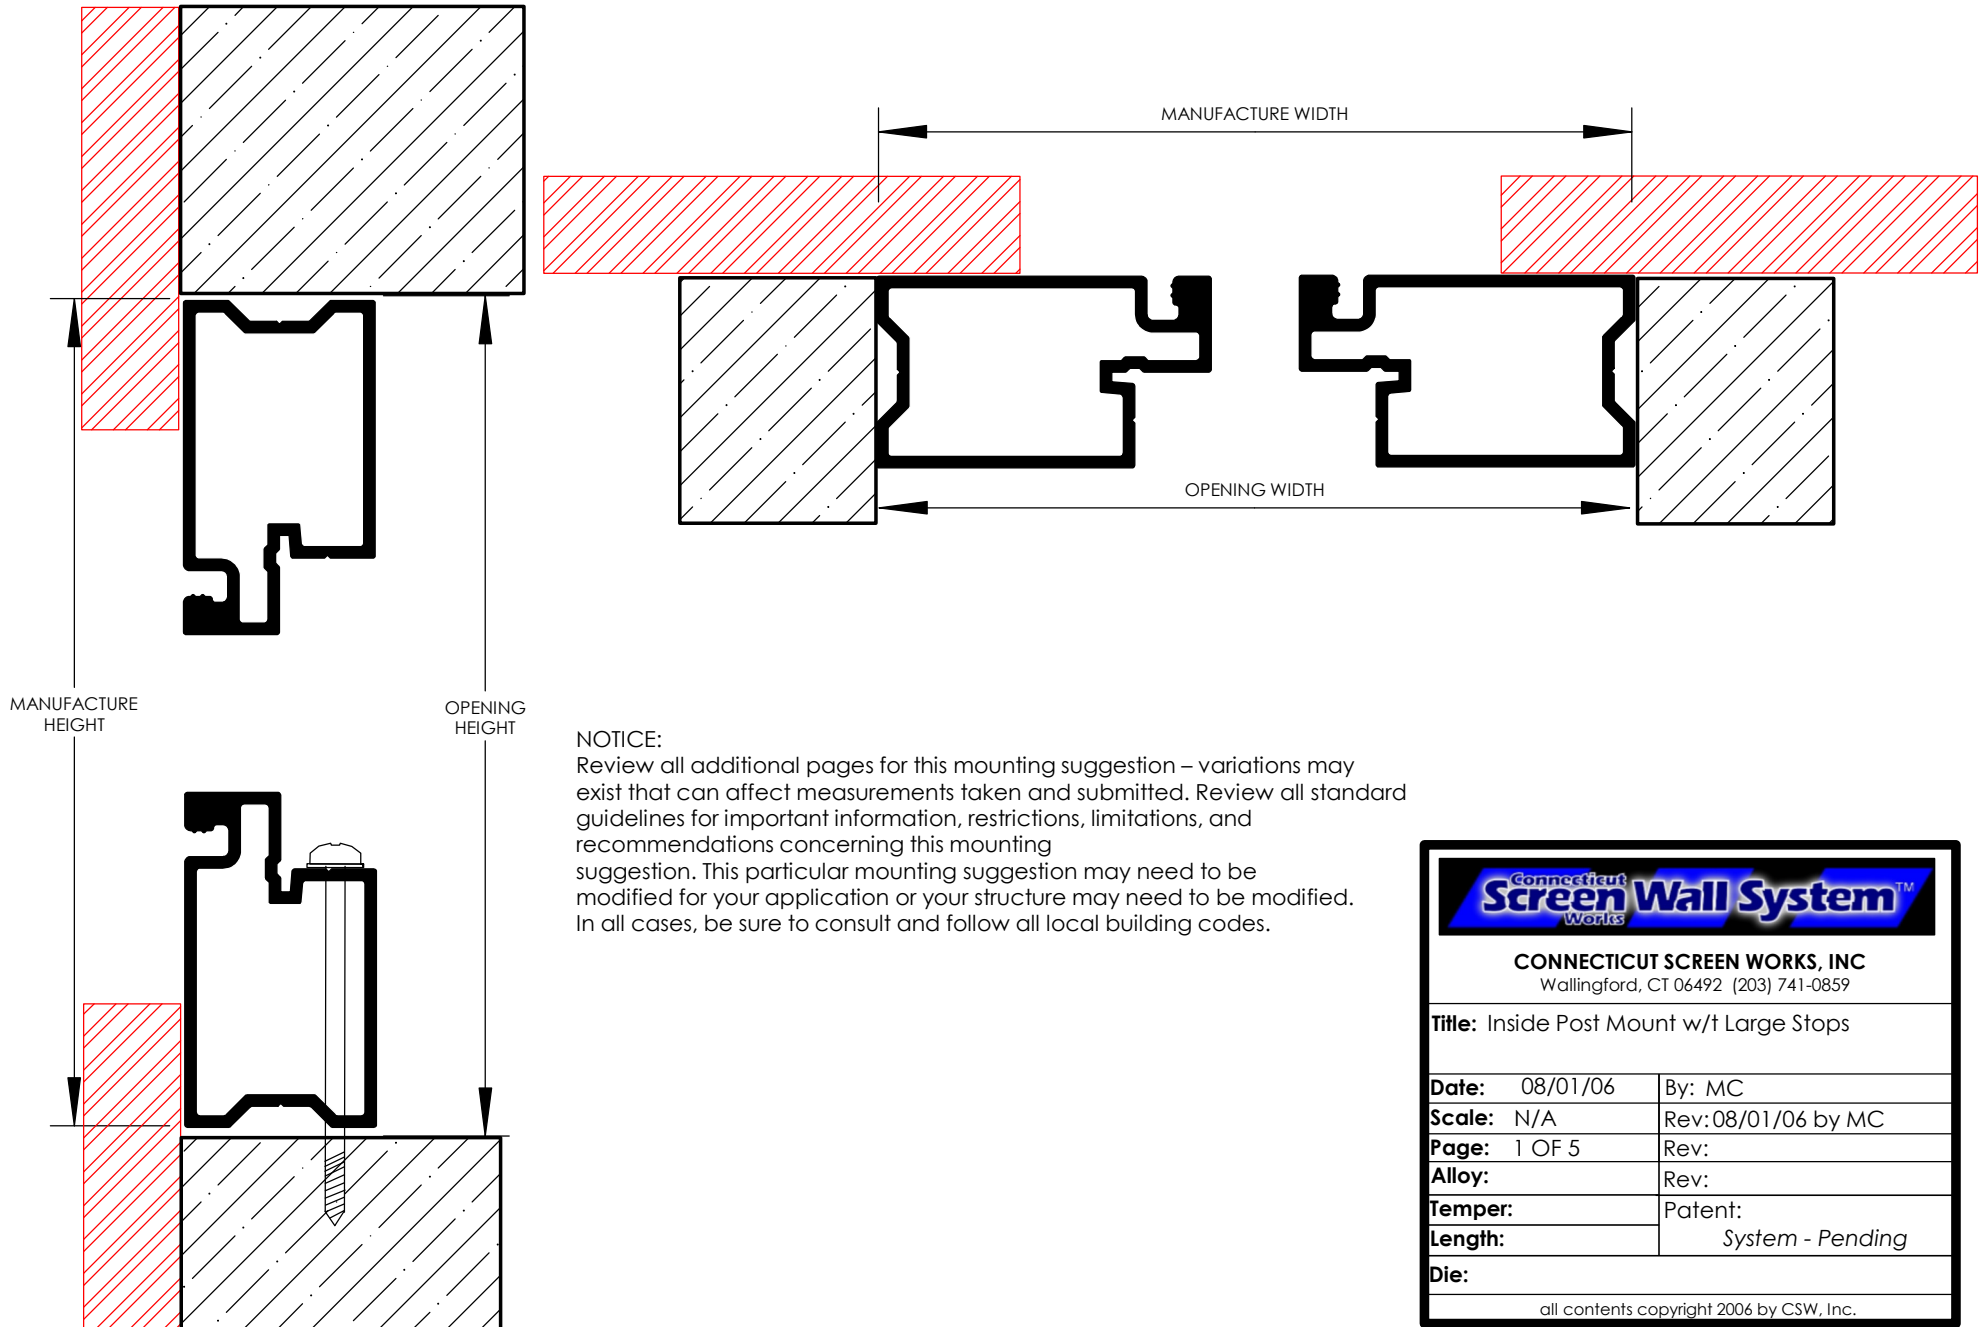 MANUFACTURE WIDTH
OPENING WIDTH
MANUFACTURE
HEIGHT
OPENING
HEIGHT
NOTICE:
Review all additional pages for this mounting suggestion – variations may
exist that can affect measurements taken and submitted. Review all standard
guidelines for important information, restrictions, limitations, and
recommendations concerning this mounting
suggestion. This particular mounting suggestion may need to be
modified for your application or your structure may need to be modified.
In all cases, be sure to consult and follow all local building codes.
Connecticut
Screen Wall System™
Works
CONNECTICUT SCREEN WORKS, INC
Wallingford, CT 06492 (203) 741-0859
Title: Inside Post Mount w/t Large Stops
Date: 08/01/06 By: MC
Scale: N/A Rev: 08/01/06 by MC
Page: 1 OF 5 Rev:
Alloy: Rev:
Temper: Patent:
Length: System - Pending
Die:
all contents copyright 2006 by CSW, Inc.